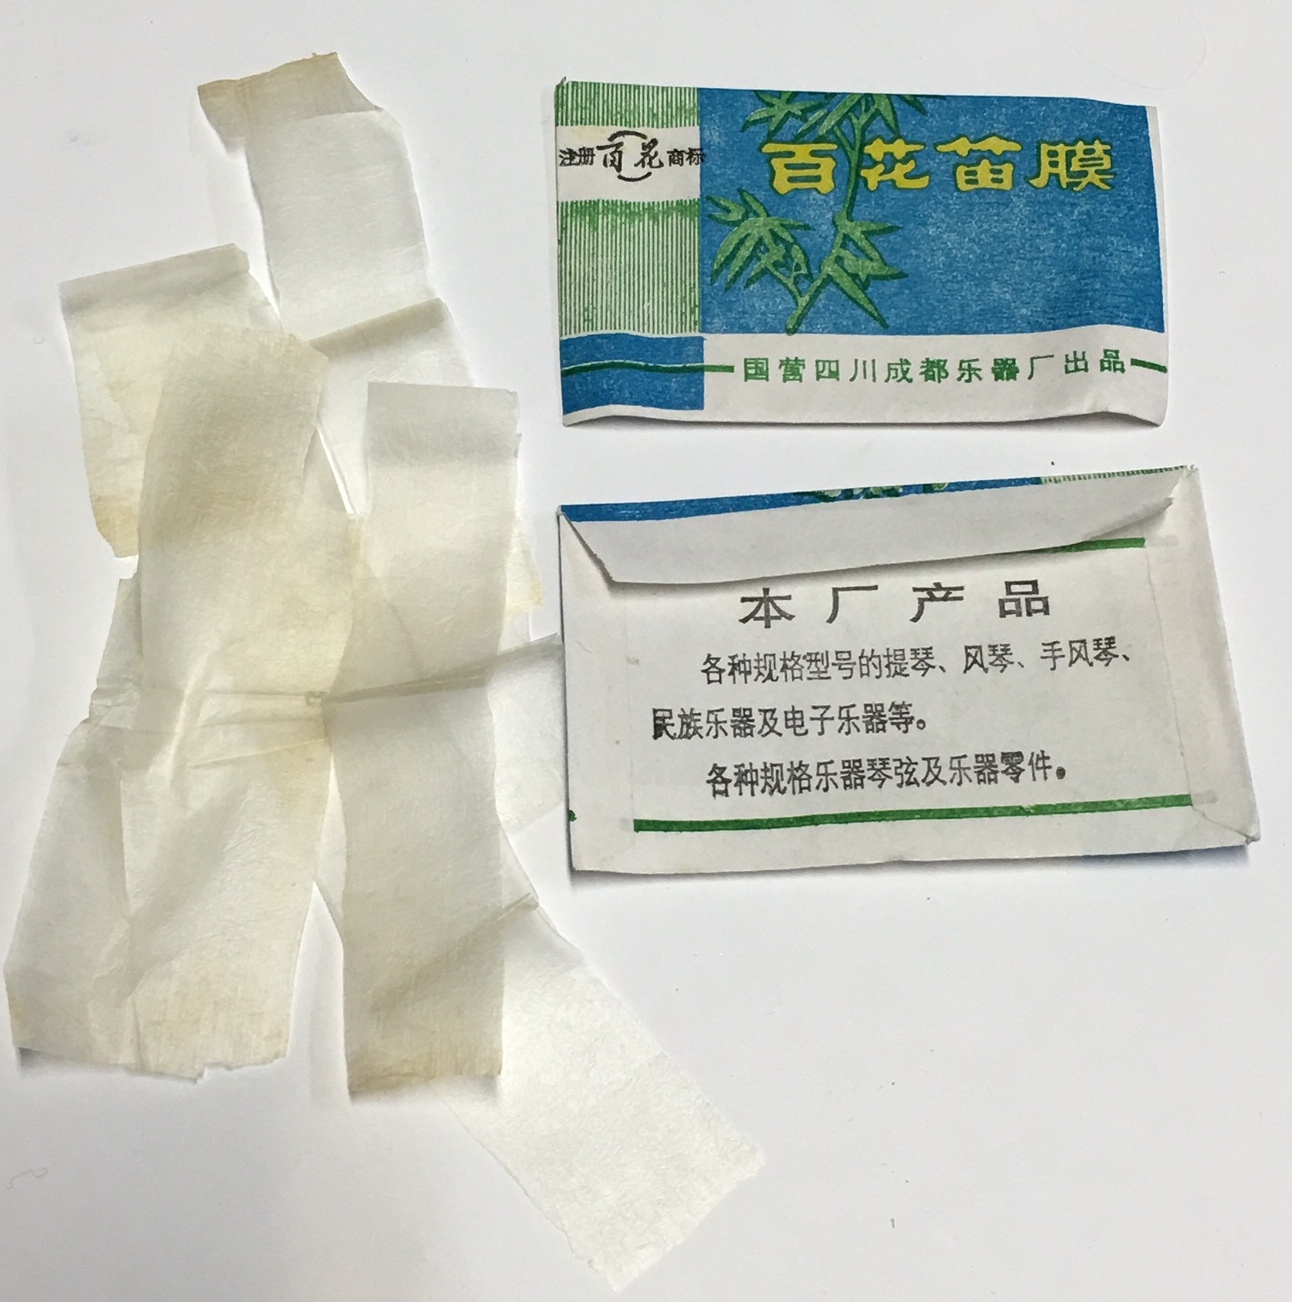 注册 百花 商标
百花笛膜
国营四川成都乐器厂出品
本厂产品
各种规格型号的提琴、风琴、手风琴、
民族乐器及电子乐器等。
各种规格乐器琴弦及乐器零件。